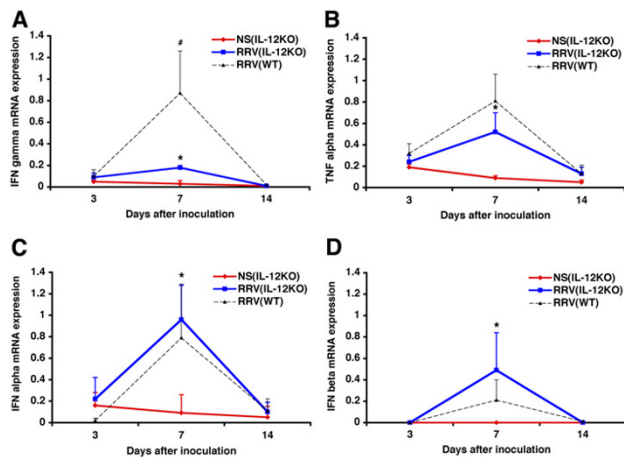 A
NS(IL-12KO)
RRV(IL-12KO)
RRV(WT)
IFN gamma mRNA expression
1.4
1.2
1
0.8
0.6
0.4
0.2
0
#
*
3 7 14
Days after inoculation
B
NS(IL-12KO)
RRV(IL-12KO)
RRV(WT)
TNF alpha mRNA expression
1.4
1.2
1
0.8
0.6
0.4
0.2
0
*
3 7 14
Days after inoculation
C
NS(IL-12KO)
RRV(IL-12KO)
RRV(WT)
IFN alpha mRNA expression
1.4
1.2
1
0.8
0.6
0.4
0.2
0
*
3 7 14
Days after inoculation
D
NS(IL-12KO)
RRV(IL-12KO)
RRV(WT)
IFN beta mRNA expression
1.4
1.2
1
0.8
0.6
0.4
0.2
0
*
3 7 14
Days after inoculation